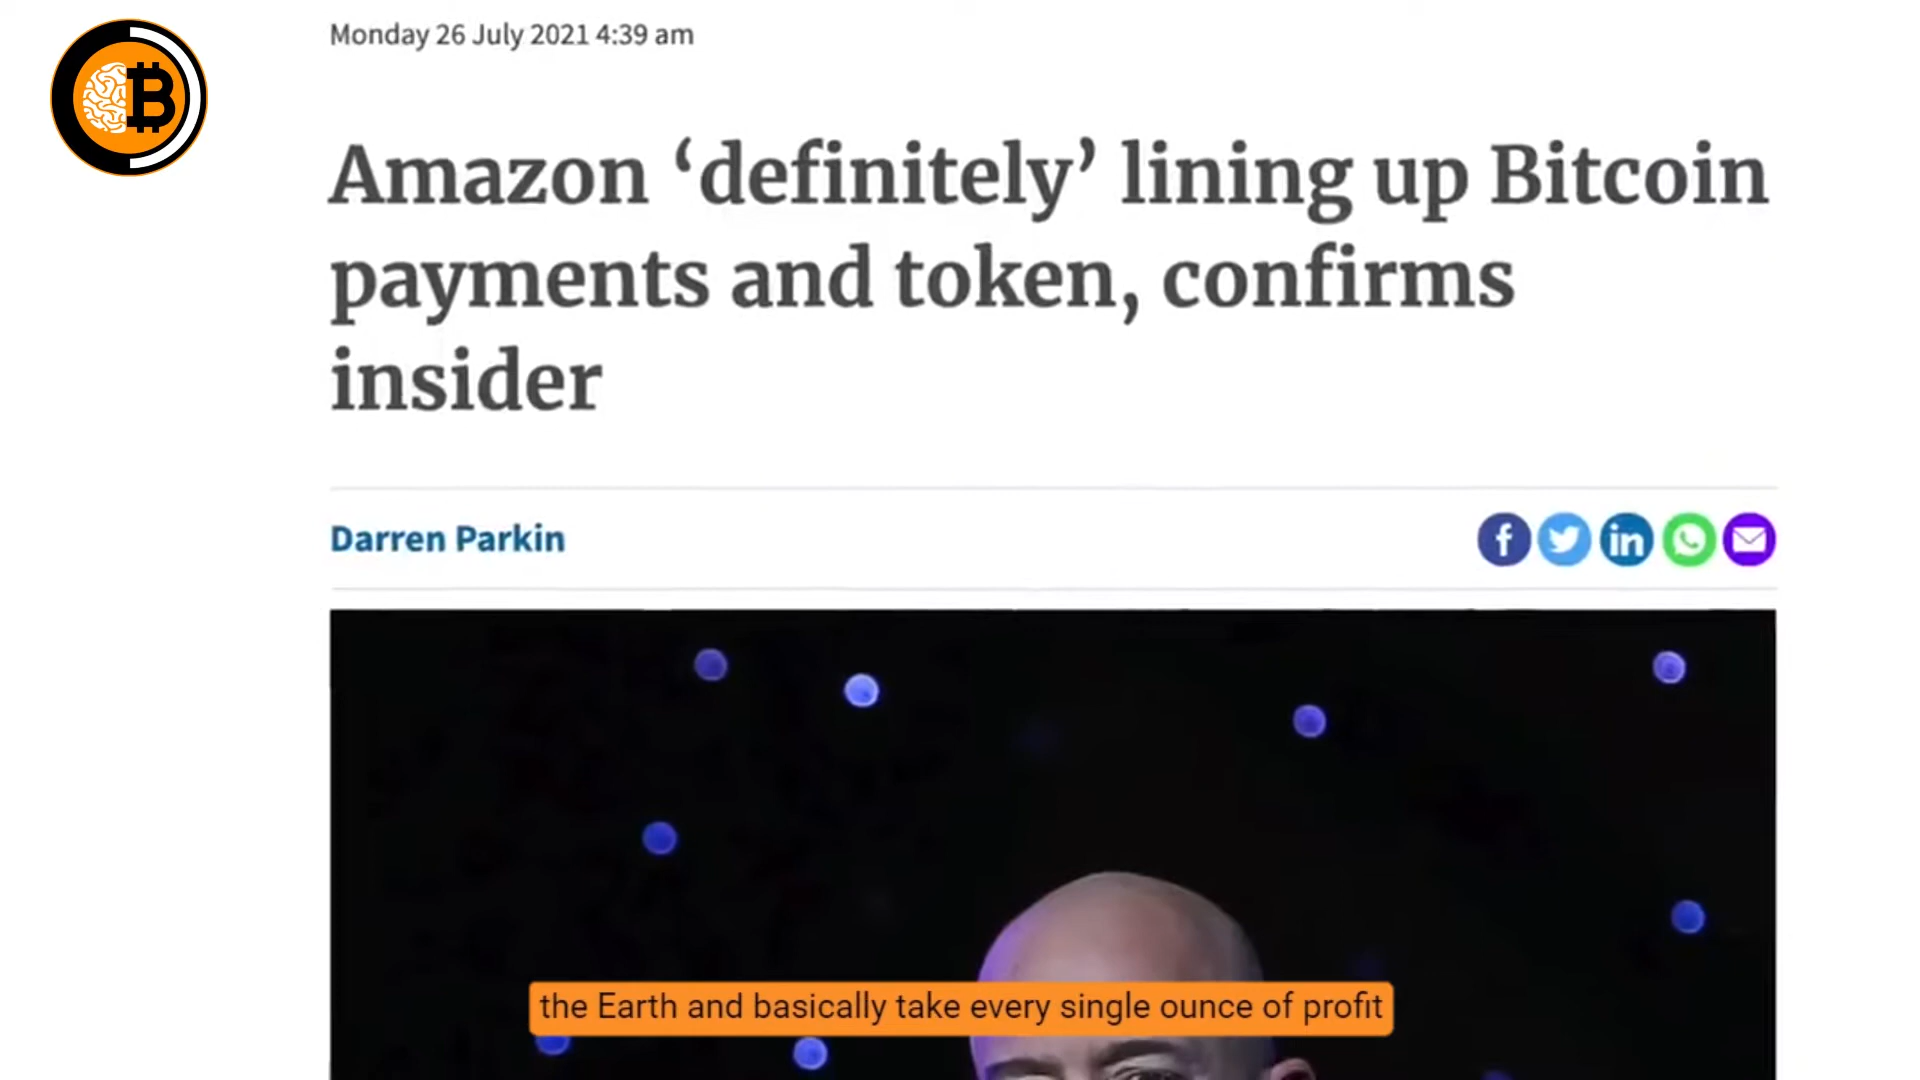 Monday 26 July 2021 4:39 am
Amazon ‘definitely’ lining up Bitcoin
payments and token, confirms
insider
Darren Parkin
the Earth and basically take every single ounce of profit